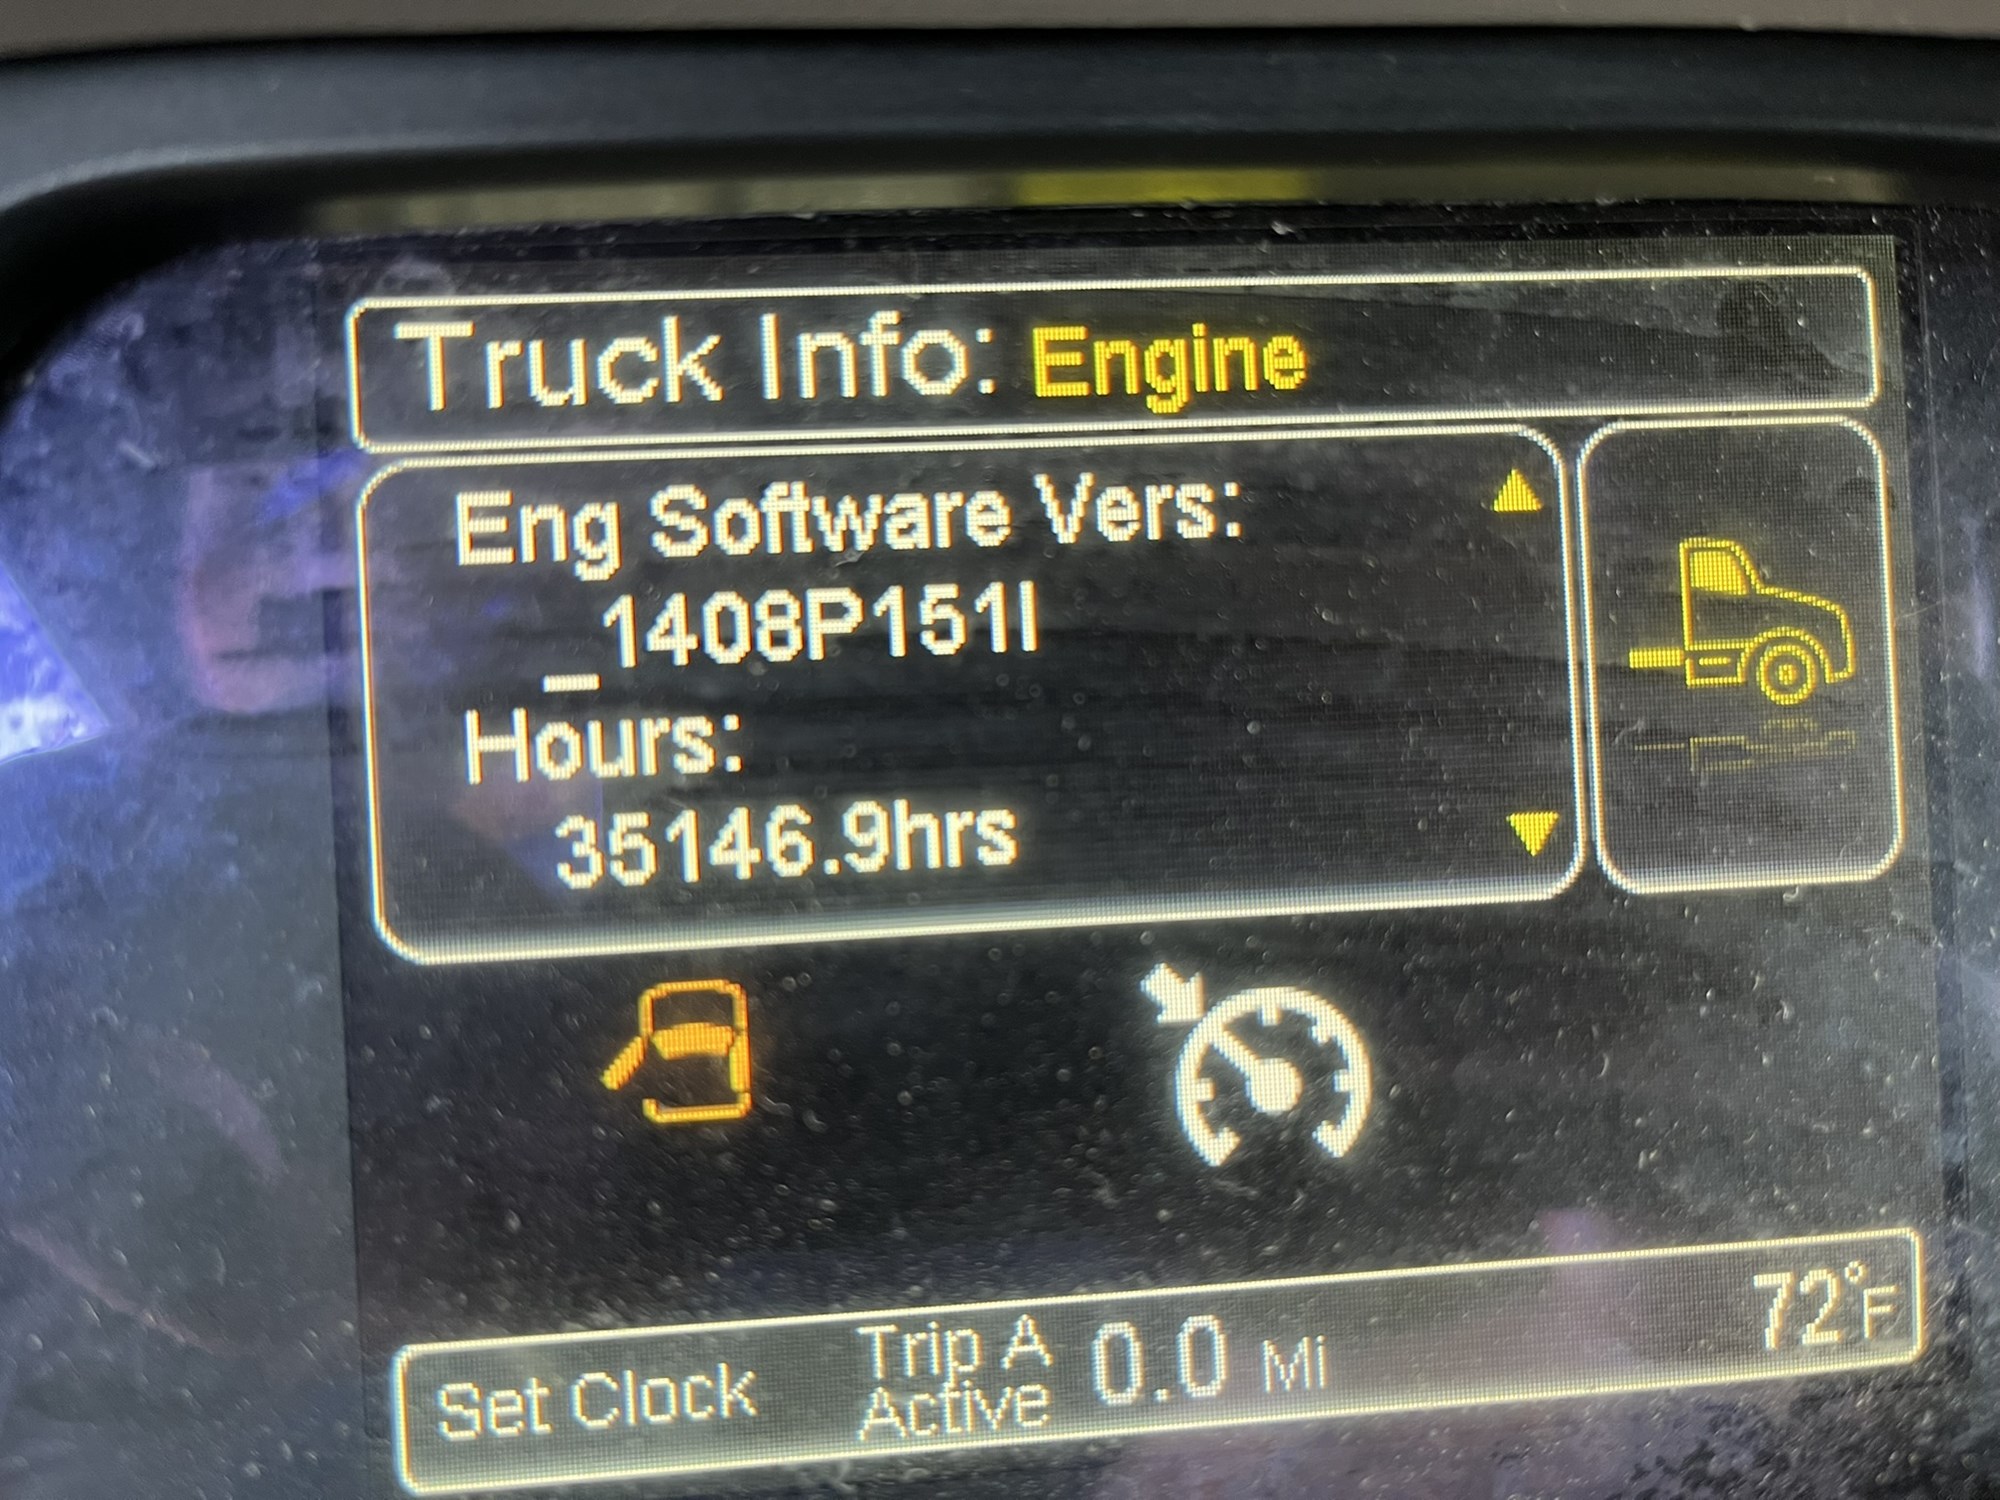 Truck Info: Engine
Eng Software Vers:
_1408P151I
Hours:
35146.9hrs
Set Clock
Trip A
Active
0.0 Mi
72°F